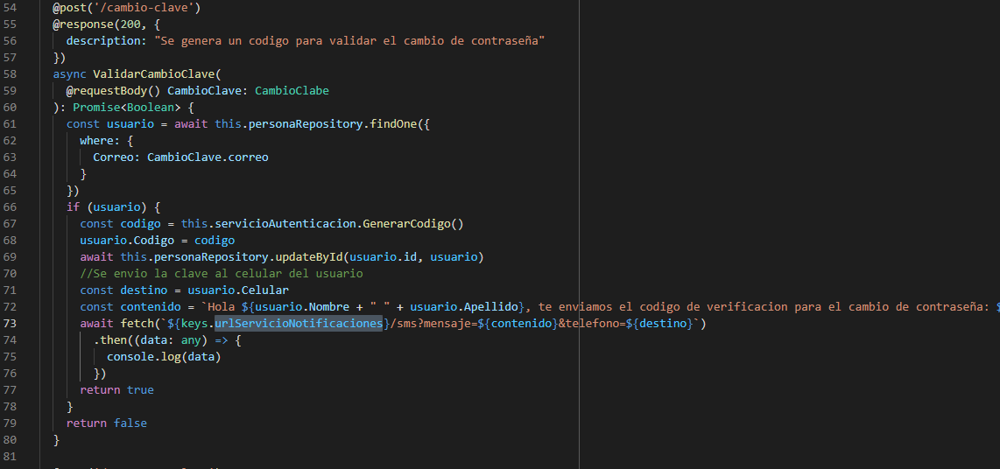 54 @post('/cambio-clave')
55 @response(200, {
56 description: "Se genera un codigo para validar el cambio de contraseña"
57 })
58 async ValidarCambioClave(
59 @requestBody() CambioClave: CambioClabe
60 ): Promise<Boolean> {
61 const usuario = await this.personaRepository.findOne({
62 where: {
63 Correo: CambioClave.correo
64 }
65 })
66 if (usuario) {
67 const codigo = this.servicioAutenticacion.GenerarCodigo()
68 usuario.Codigo = codigo
69 await this.personaRepository.updateById(usuario.id, usuario)
70 //Se envio la clave al celular del usuario
71 const destino = usuario.Celular
72 const contenido = `Hola ${usuario.Nombre + " " + usuario.Apellido}, te enviamos el codigo de verificacion para el cambio de contraseña: $
73 await fetch(`${keys.urlServicioNotificaciones}/sms?mensaje=${contenido}&telefono=${destino}`)
74 .then((data: any) => {
75 console.log(data)
76 })
77 return true
78 }
79 return false
80 }
81